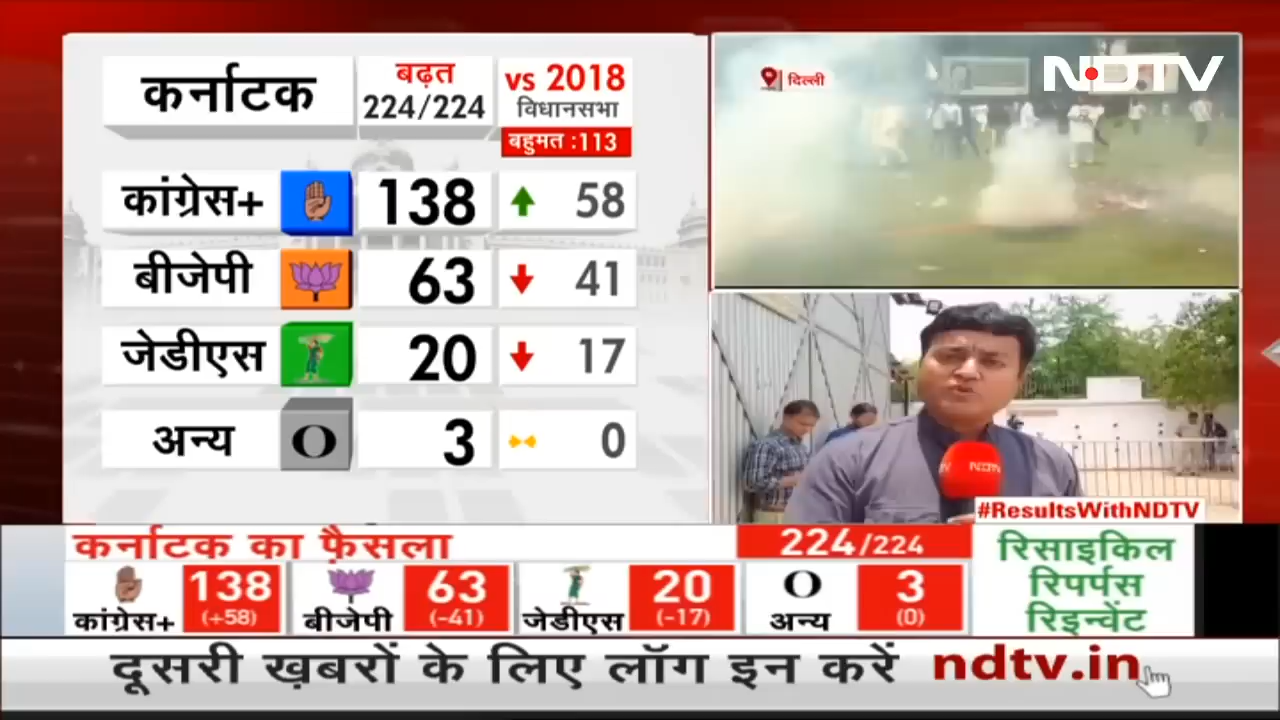 कर्नाटक
बढ़त
224/224
vs 2018
विधानसभा
बहुमत :113
कांग्रेस+ 138 58
बीजेपी 63 41
जेडीएस 20 17
अन्य O 3 0
दिल्ली
NDTV
NDTV
#ResultsWithNDTV
कर्नाटक का फ़ैसला 224/224
138
(+58)
कांग्रेस+
63
(-41)
बीजेपी
20
(-17)
जेडीएस
O
3
(0)
अन्य
रिसाइकिल
रिपर्पस
रिइन्वेंट
दूसरी ख़बरों के लिए लॉग इन करें ndtv.in